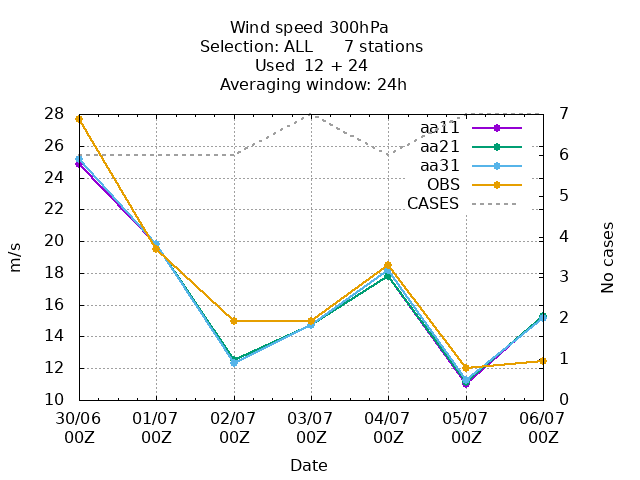 Wind speed 300hPa
Selection: ALL      7 stations
Used  12 + 24
Averaging window: 24h
28
26
24
22
20
18
16
14
12
10
7
6
5
4
3
2
1
0
aa11
aa21
aa31
OBS
CASES
m/s
No cases
30/06 01/07 02/07 03/07 04/07 05/07 06/07
00Z 00Z 00Z 00Z 00Z 00Z 00Z
Date